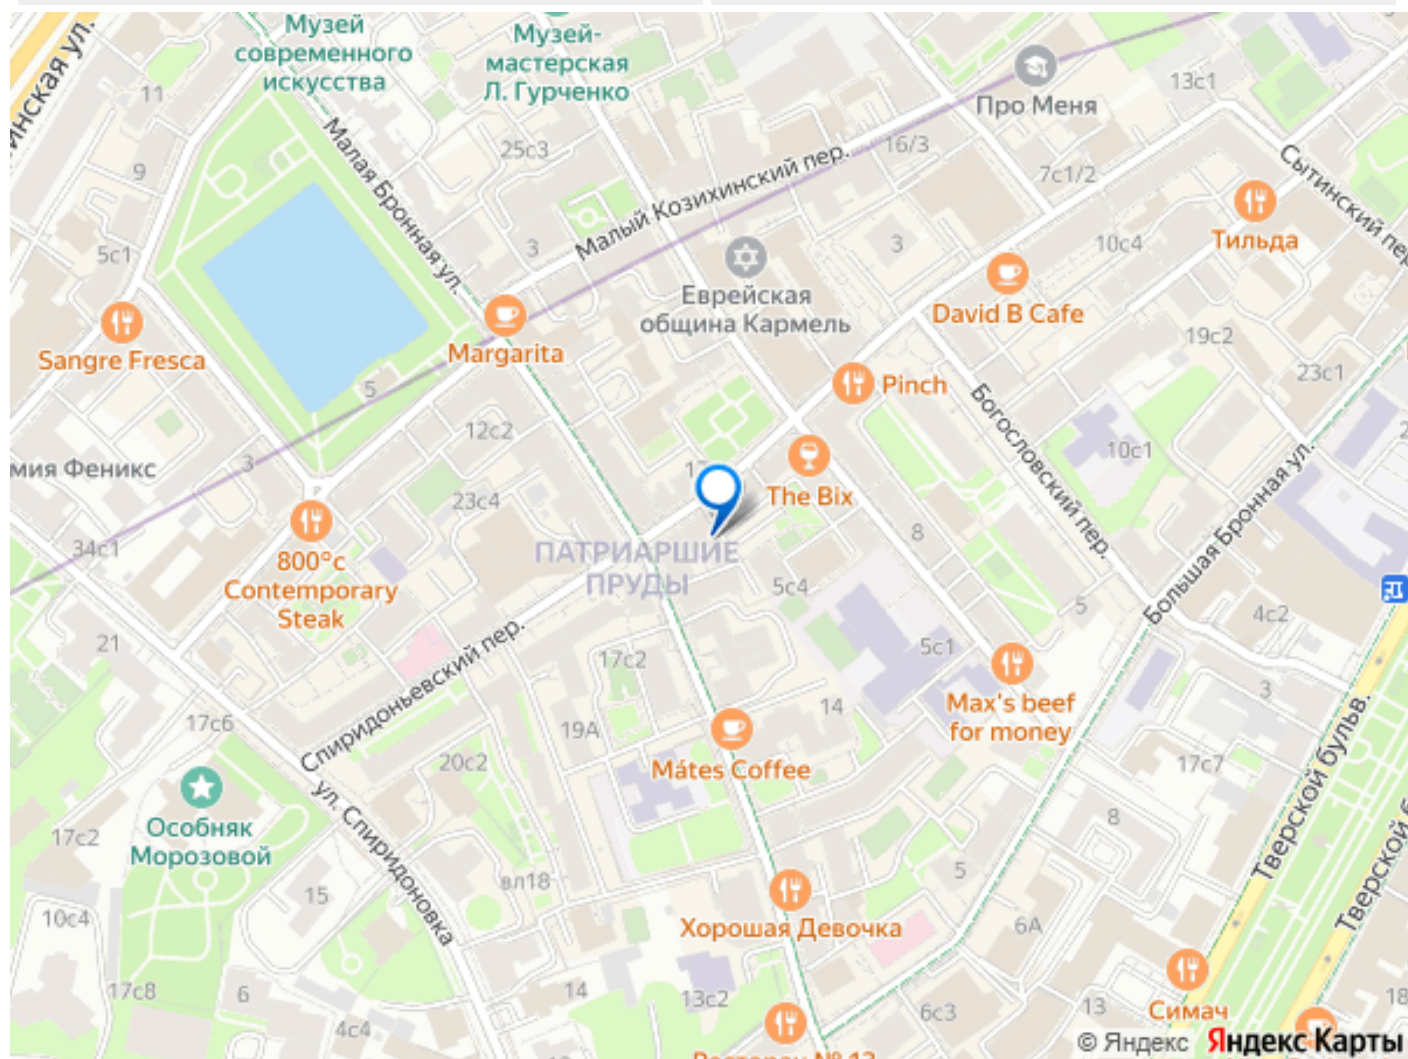 Музей
современного
искусства
Музей-
мастерская
Л. Гурченко
Про Меня
13с1
11
25с3
16/3
7с1/2
Сытинский пер.
9
Малая Бронная ул.
Малый Козихинский пер.
3
3
10с4
Тильда
5с1
Еврейская
община Кармель
David B Cafe
Sangre Fresca
Margarita
19с2
23с1
5
Pinch
Богословский пер.
12с2
10с1
мия Феникс
3
23с4
The Bix
8
34с1
800°с
Contemporary
Steak
ПАТРИАРШИЕ
ПРУДЫ
5с4
5
Большая Бронная ул.
4с2
21
Спиридоньевский пер.
17с2
5с1
3
Max's beef
for money
17с6
19А
14
Mátes Coffee
20с2
17с7
Тверской бульв.
Особняк
Морозовой
17с2
ул. Спиридоновка
8
15
вл18
5
10с4
Хорошая Девочка
6А
Тверской б
17с8
6
14
13с2
4с4
6с3
13
Симач
18
Ресторан № 13
© Яндекс Яндекс Карты